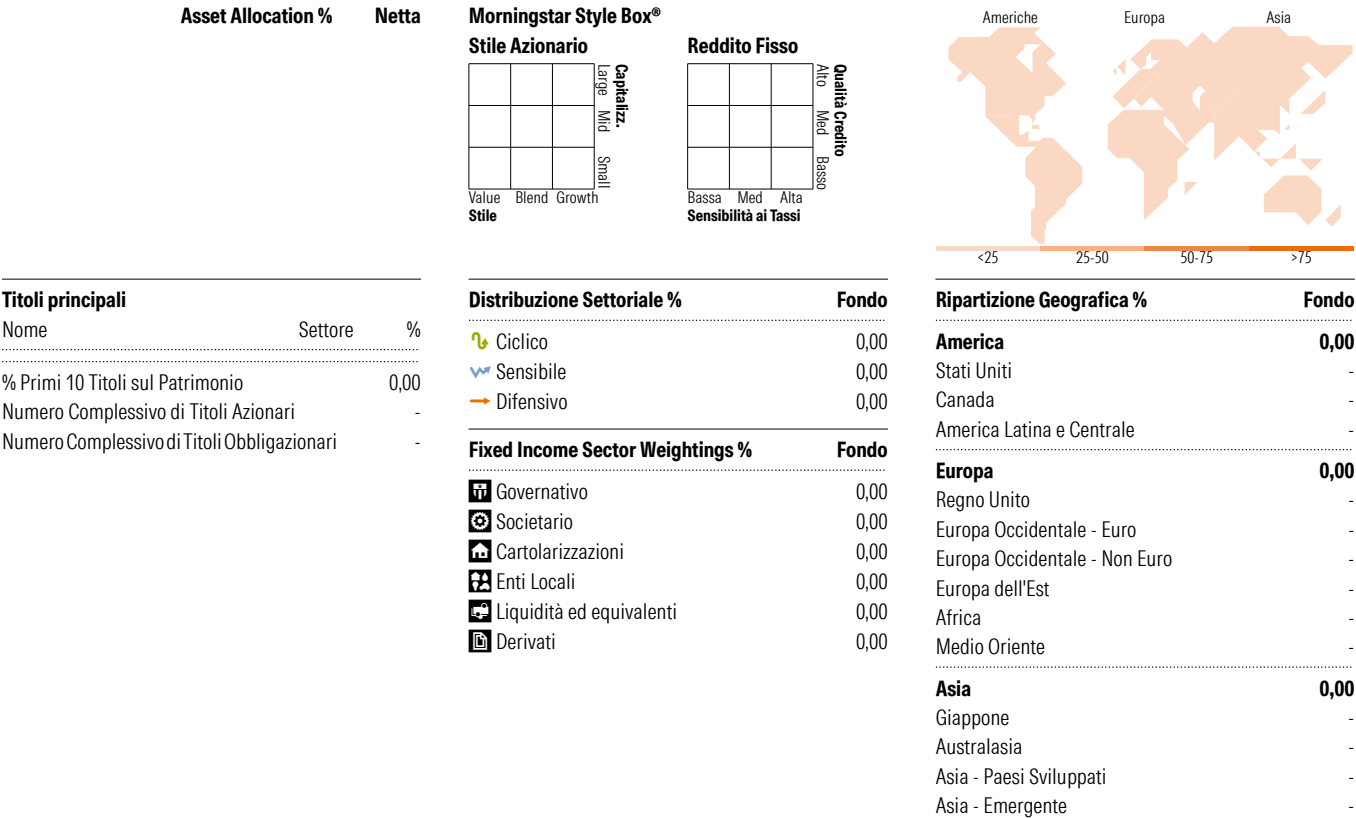 Asset Allocation % Netta
Morningstar Style Box®
Stile Azionario
Large Mid Small
Capitalizz.
Value Blend Growth
Stile
Reddito Fisso
Alto Med Basso
Qualità Credito
Bassa Med Alta
Sensibilità ai Tassi
Americhe Europa Asia
<25 25-50 50-75 >75
Titoli principali
Nome Settore %
% Primi 10 Titoli sul Patrimonio 0,00
Numero Complessivo di Titoli Azionari -
Numero Complessivo di Titoli Obbligazionari -
Distribuzione Settoriale % Fondo
Ciclico 0,00
Sensibile 0,00
Difensivo 0,00
Fixed Income Sector Weightings % Fondo
Governativo 0,00
Societario 0,00
Cartolarizzazioni 0,00
Enti Locali 0,00
Liquidità ed equivalenti 0,00
Derivati 0,00
Ripartizione Geografica % Fondo
America 0,00
Stati Uniti -
Canada -
America Latina e Centrale -
Europa 0,00
Regno Unito -
Europa Occidentale - Euro -
Europa Occidentale - Non Euro -
Europa dell'Est -
Africa -
Medio Oriente -
Asia 0,00
Giappone -
Australasia -
Asia - Paesi Sviluppati -
Asia - Emergente -